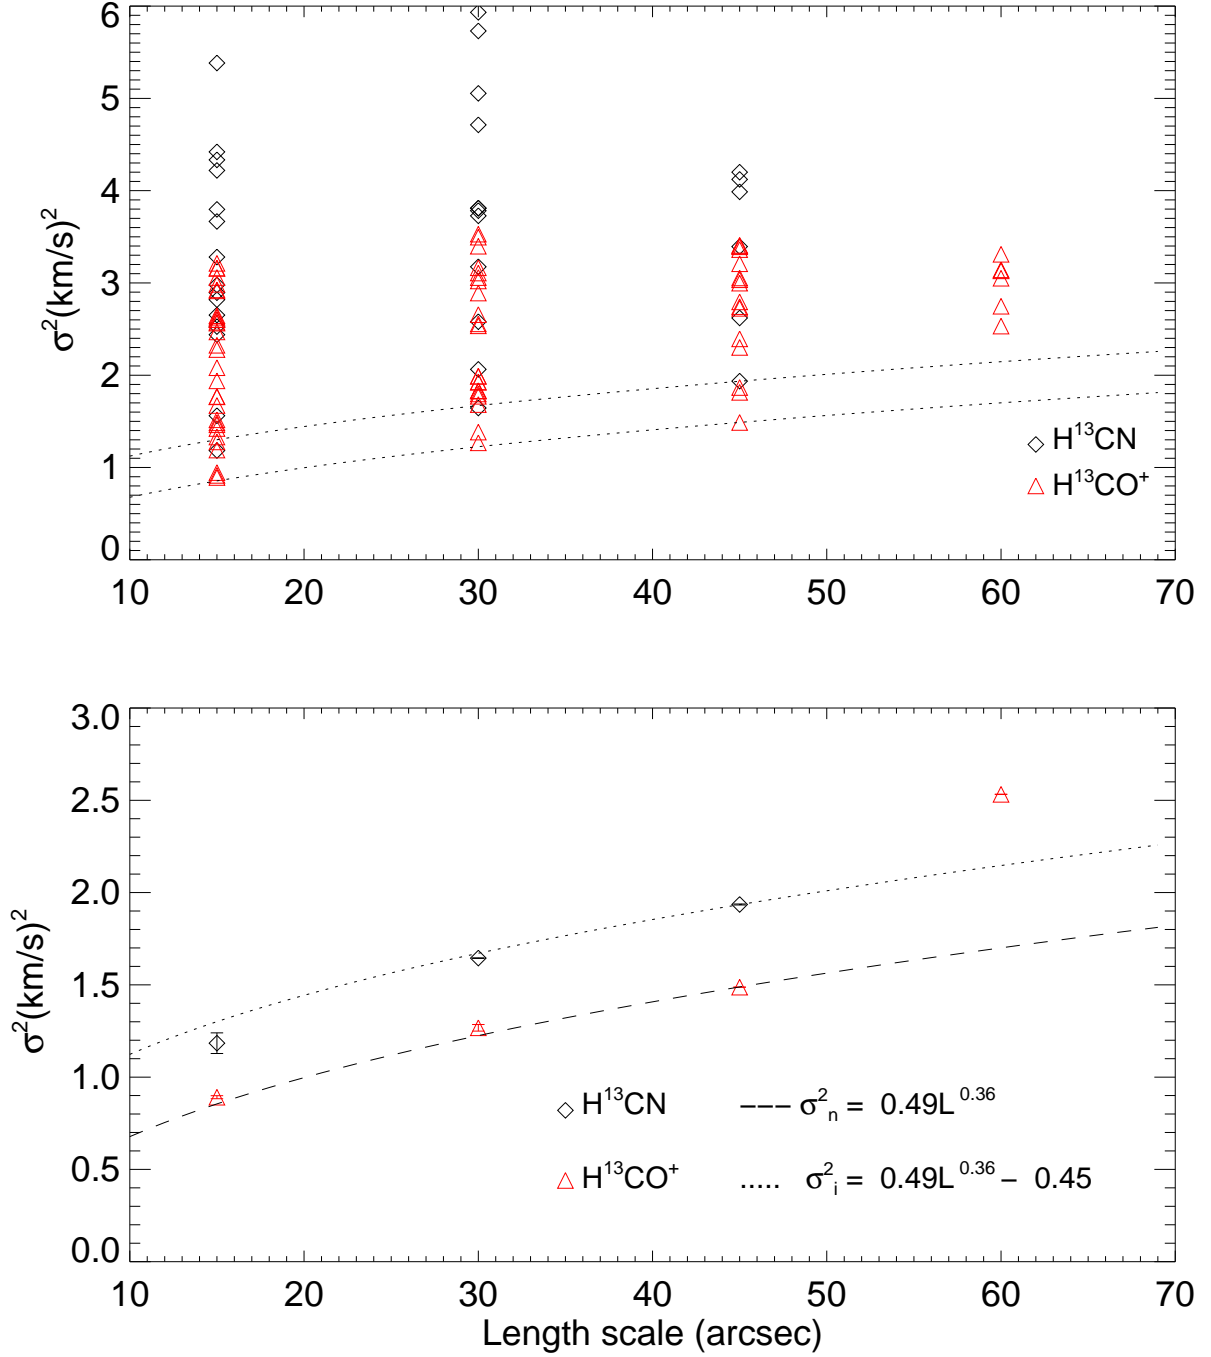 6
5
4
3
2
1
0
σ²(km/s)²
H¹³CN
H¹³CO⁺
10 20 30 40 50 60 70
3.0
2.5
2.0
1.5
1.0
0.5
0.0
σ²(km/s)²
H¹³CN --- σ²ₙ = 0.49L^0.36
H¹³CO⁺ ..... σ²ᵢ = 0.49L^0.36 − 0.45
10 20 30 40 50 60 70
Length scale (arcsec)